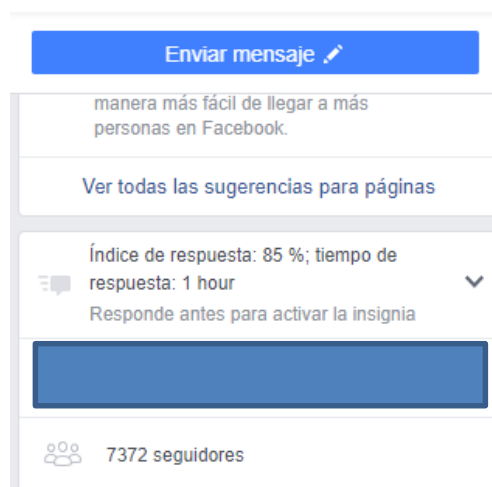 Enviar mensaje
manera más fácil de llegar a más
personas en Facebook.
Ver todas las sugerencias para páginas
Índice de respuesta: 85 %; tiempo de
respuesta: 1 hour
Responde antes para activar la insignia
7372 seguidores